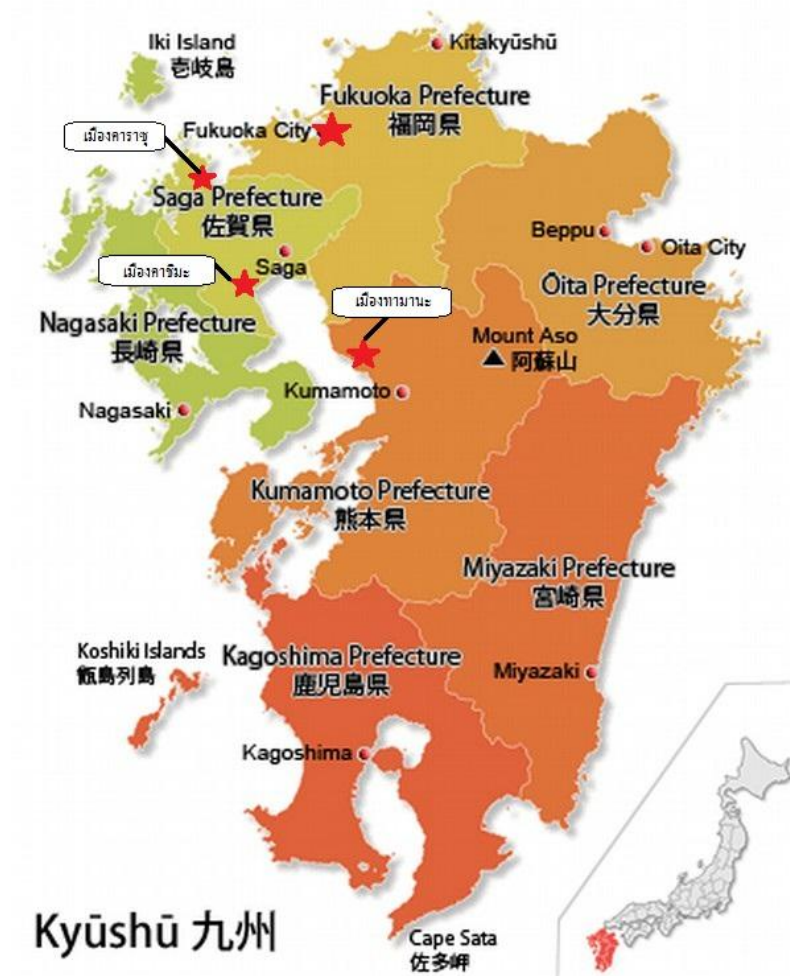 Iki Island
壱岐島
Kitakyūshū
Fukuoka Prefecture
福岡県
Fukuoka City
เมืองคาราซุ
Saga Prefecture
佐賀県
Saga
Beppu
Oita City
เมืองคาชิมะ
Ōita Prefecture
大分県
เมืองทามานะ
Nagasaki Prefecture
長崎県
Mount Aso
阿蘇山
Kumamoto
Nagasaki
Kumamoto Prefecture
熊本県
Miyazaki Prefecture
宮崎県
Koshiki Islands
甑島列島
Kagoshima Prefecture
鹿児島県
Miyazaki
Kagoshima
Kyūshū 九州
Cape Sata
佐多岬